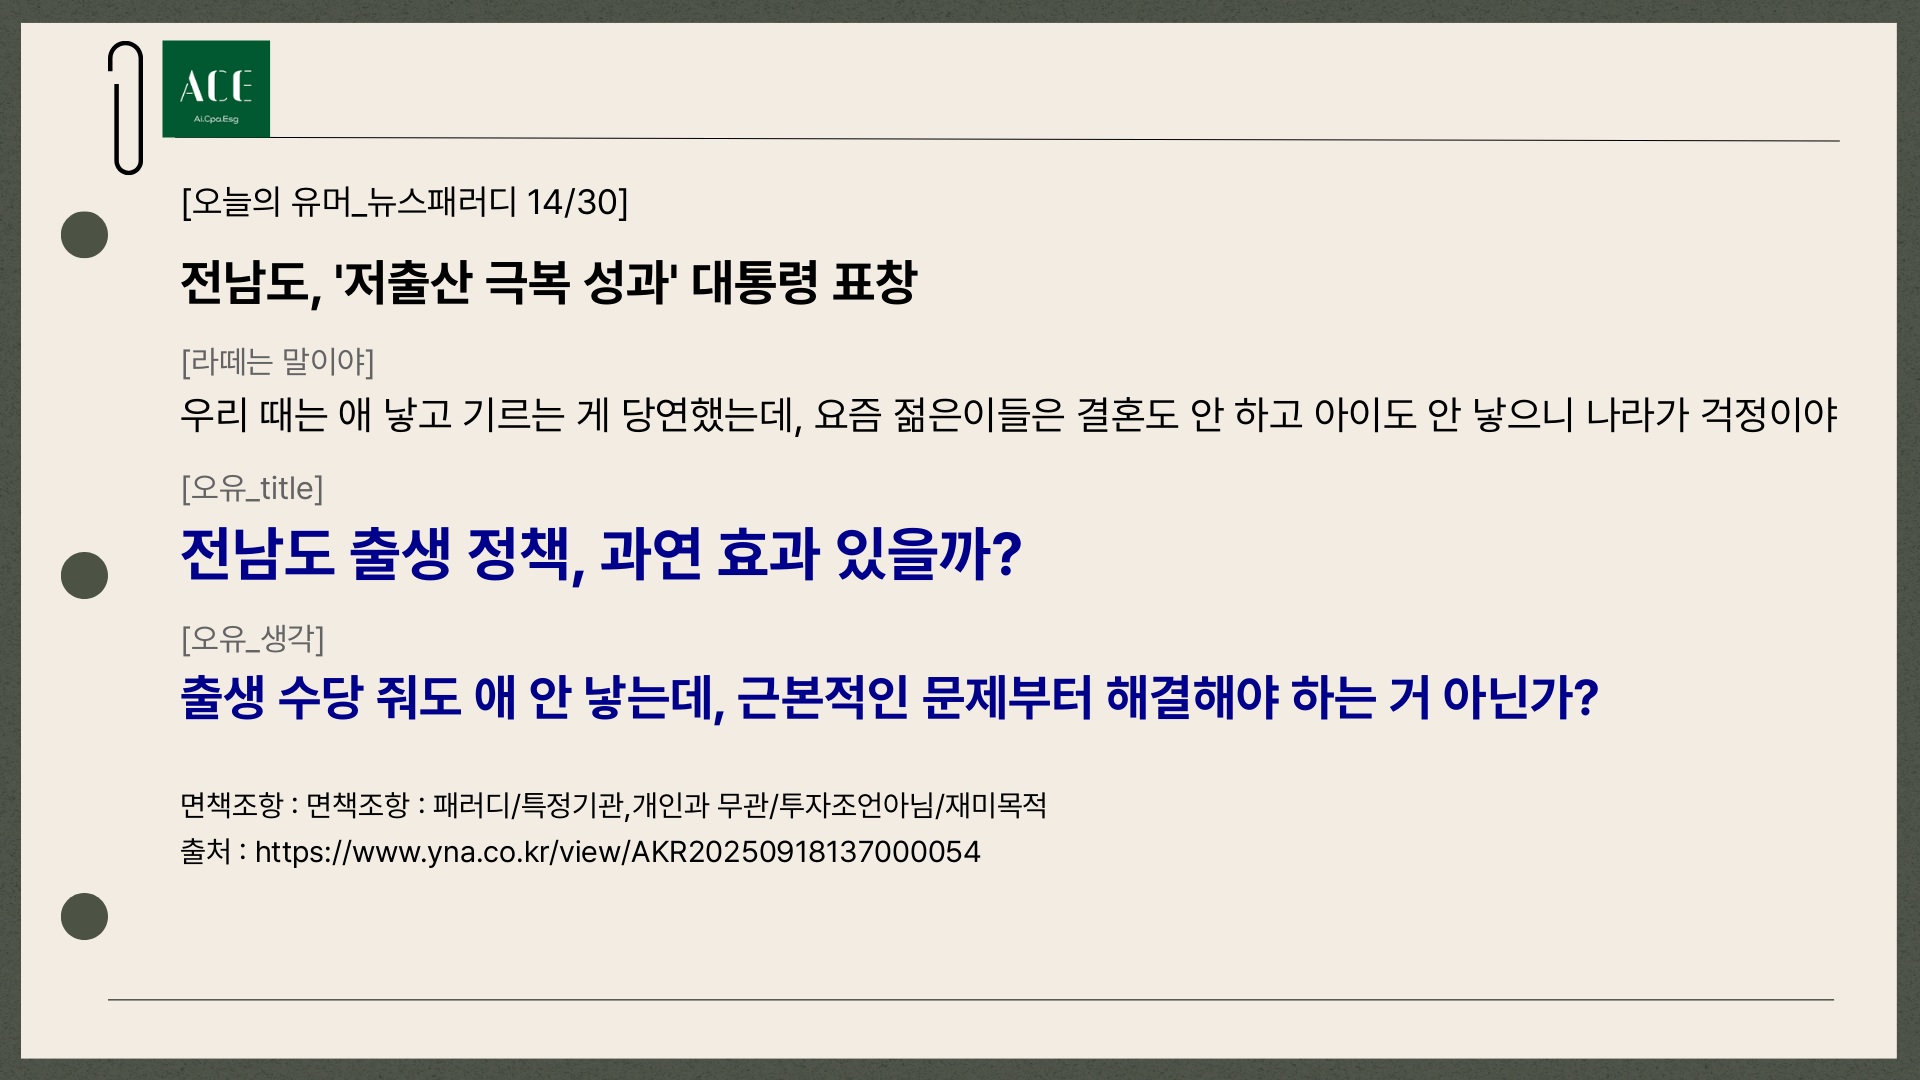 ACE
Ai.Cpa.Esg
[오늘의 유머_뉴스패러디 14/30]
전남도, '저출산 극복 성과' 대통령 표창
[라떼는 말이야]
우리 때는 애 낳고 기르는 게 당연했는데, 요즘 젊은이들은 결혼도 안 하고 아이도 안 낳으니 나라가 걱정이야
[오유_title]
전남도 출생 정책, 과연 효과 있을까?
[오유_생각]
출생 수당 줘도 애 안 낳는데, 근본적인 문제부터 해결해야 하는 거 아닌가?
면책조항 : 면책조항 : 패러디/특정기관,개인과 무관/투자조언아님/재미목적
출처 : https://www.yna.co.kr/view/AKR20250918137000054